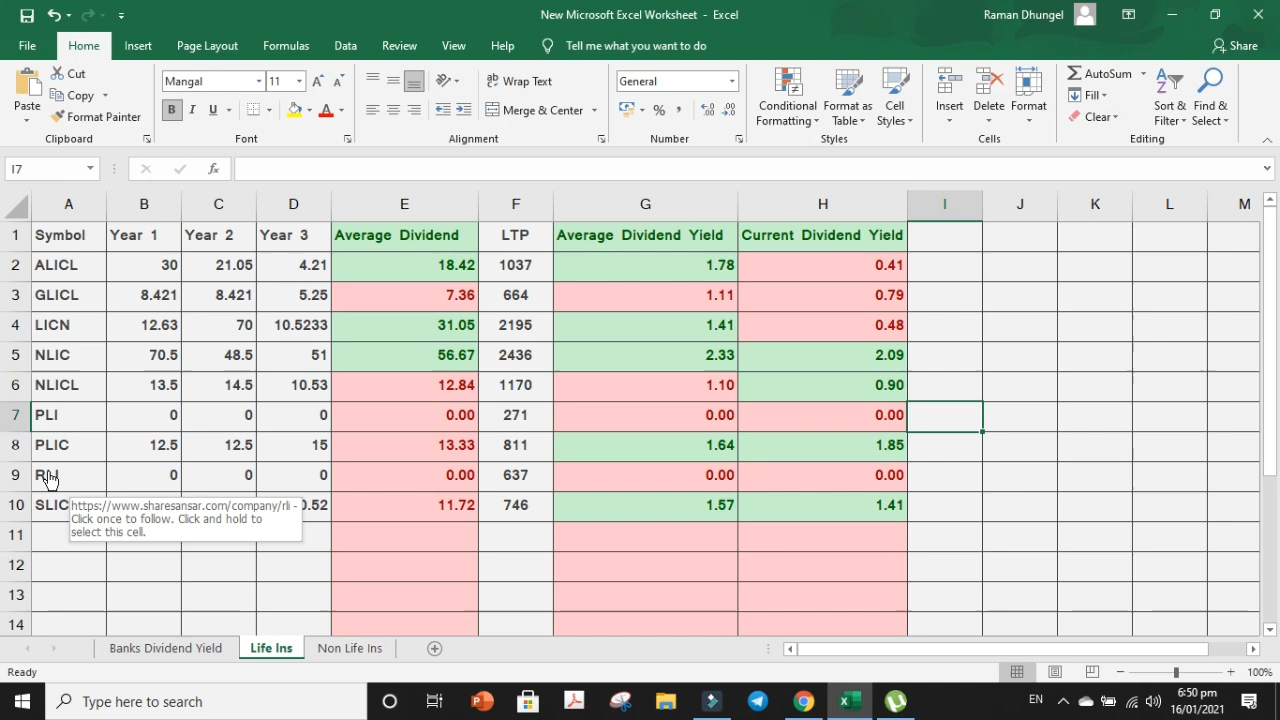 New Microsoft Excel Worksheet - Excel
Raman Dhungel
File Home Insert Page Layout Formulas Data Review View Help Tell me what you want to do Share
Paste
Cut
Copy
Format Painter
Clipboard
Mangal 11
B I U
Font
Wrap Text
Merge & Center
Alignment
General
Number
Conditional Formatting
Format as Table
Cell Styles
Styles
Insert Delete Format
Cells
AutoSum
Fill
Clear
Sort & Filter
Find & Select
Editing
I7 fx
A B C D E F G H I J K L M
1 Symbol Year 1 Year 2 Year 3 Average Dividend LTP Average Dividend Yield Current Dividend Yield
2 ALICL 30 21.05 4.21 18.42 1037 1.78 0.41
3 GLICL 8.421 8.421 5.25 7.36 664 1.11 0.79
4 LICN 12.63 70 10.5233 31.05 2195 1.41 0.48
5 NLIC 70.5 48.5 51 56.67 2436 2.33 2.09
6 NLICL 13.5 14.5 10.53 12.84 1170 1.10 0.90
7 PLI 0 0 0 0.00 271 0.00 0.00
8 PLIC 12.5 12.5 15 13.33 811 1.64 1.85
9 0 0 0 0.00 637 0.00 0.00
10 SLIC 11.72 746 1.57 1.41
https://www.sharesansar.com/company/rli -
Click once to follow. Click and hold to
select this cell.
11
12
13
14
Banks Dividend Yield Life Ins Non Life Ins
Ready 100%
Type here to search
EN
6:50 pm
16/01/2021